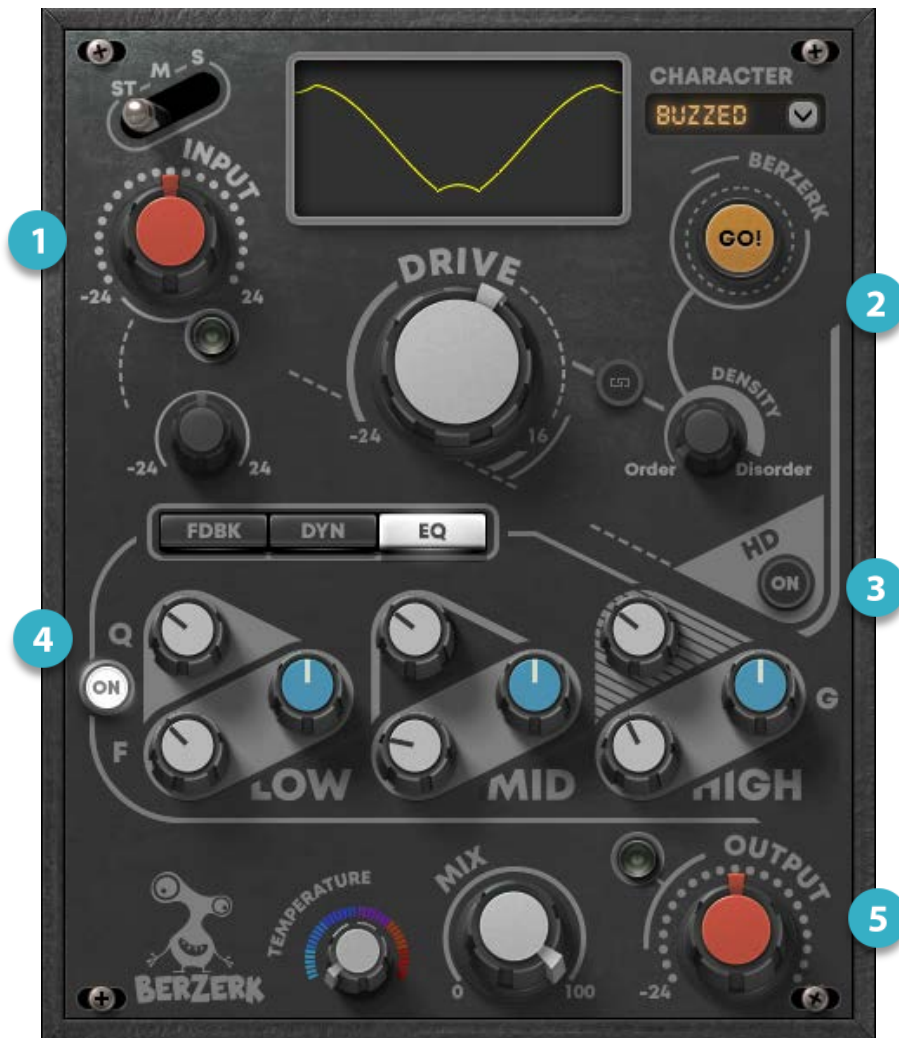 ST M S
CHARACTER
BUZZED
INPUT
BERZERK
GO!
1
-24 24
DRIVE
2
DENSITY
-24 16
-24 24
Order Disorder
FDBK DYN EQ
HD
ON
3
Q
4
ON
G
F
LOW MID HIGH
OUTPUT
MIX
TEMPERATURE
5
BERZERK
0 100
-24